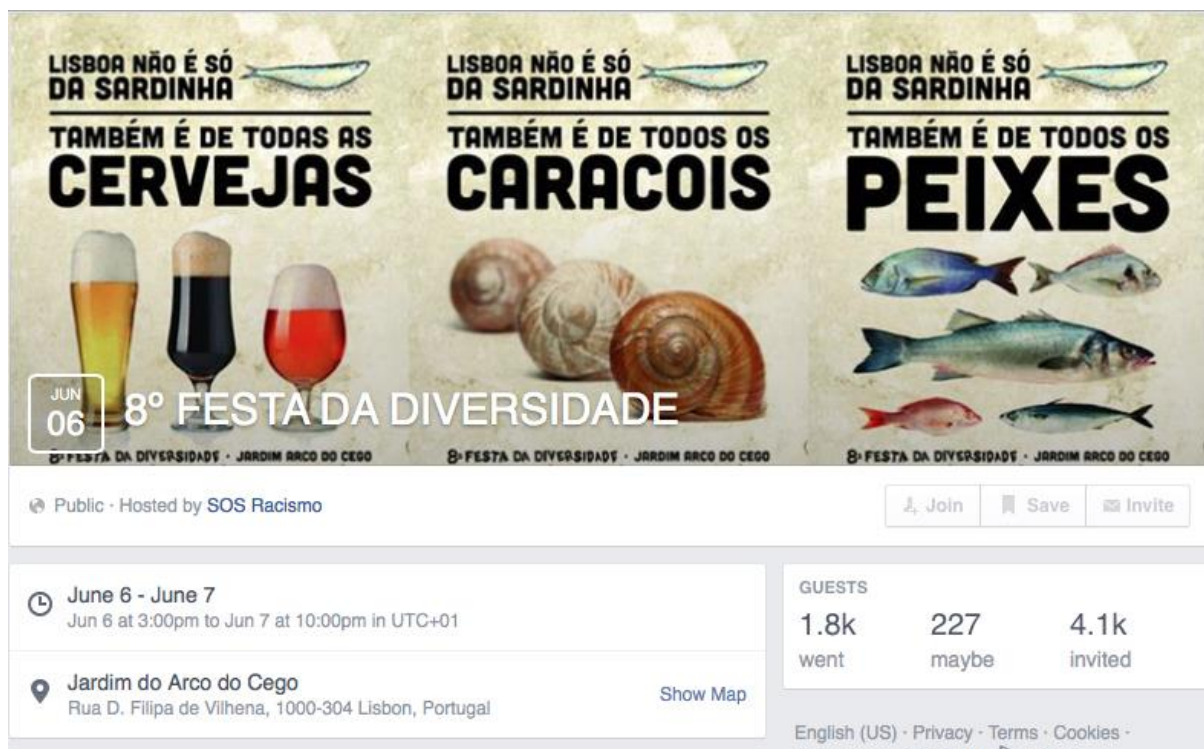 LISBOA NÃO É SÓ
DA SARDINHA
TAMBÉM É DE TODAS AS
CERVEJAS
LISBOA NÃO É SÓ
DA SARDINHA
TAMBÉM É DE TODOS OS
CARACOIS
LISBOA NÃO É SÓ
DA SARDINHA
TAMBÉM É DE TODOS OS
PEIXES
JUN
06
8º FESTA DA DIVERSIDADE
8ª FESTA DA DIVERSIDADE · JARDIM ARCO DO CEGO
8ª FESTA DA DIVERSIDADE · JARDIM ARCO DO CEGO
8ª FESTA DA DIVERSIDADE · JARDIM ARCO DO CEGO
Public · Hosted by SOS Racismo
Join
Save
Invite
June 6 - June 7
Jun 6 at 3:00pm to Jun 7 at 10:00pm in UTC+01
Jardim do Arco do Cego
Rua D. Filipa de Vilhena, 1000-304 Lisbon, Portugal
Show Map
GUESTS
1.8k
went
227
maybe
4.1k
invited
English (US) · Privacy · Terms · Cookies ·